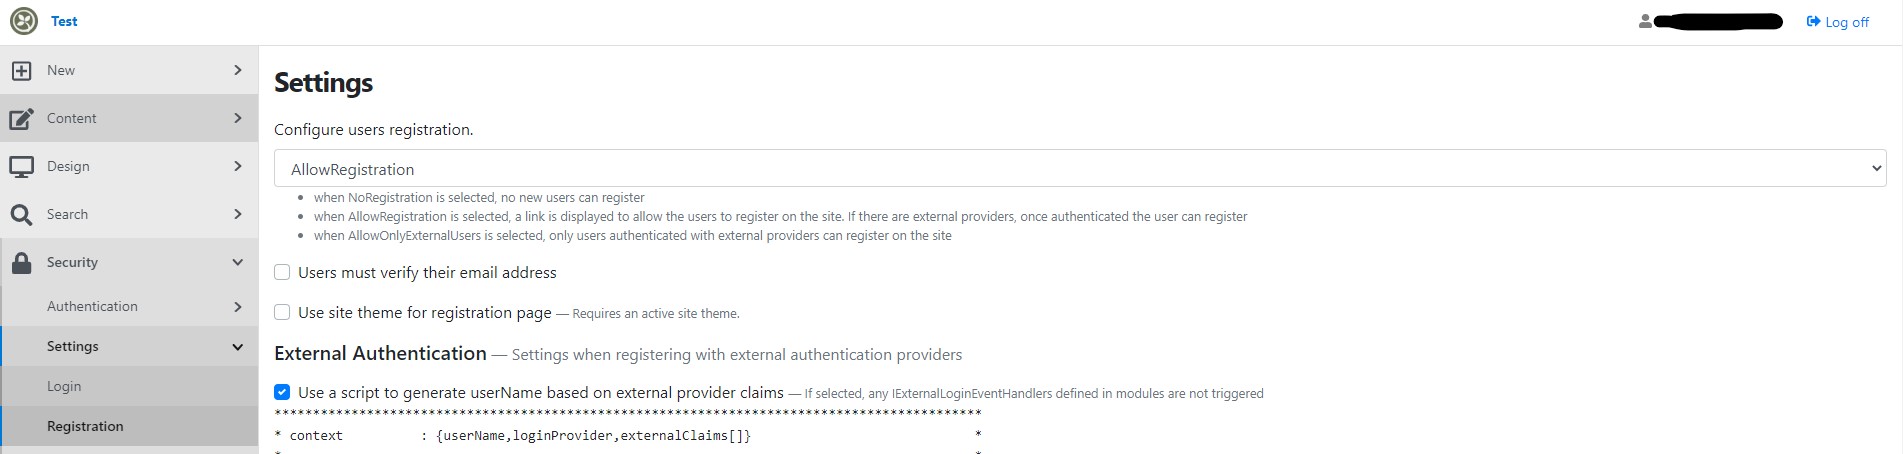 Test
Log off
New
Content
Design
Search
Security
Authentication
Settings
Login
Registration
Settings
Configure users registration.
AllowRegistration
when NoRegistration is selected, no new users can register
when AllowRegistration is selected, a link is displayed to allow the users to register on the site. If there are external providers, once authenticated the user can register
when AllowOnlyExternalUsers is selected, only users authenticated with external providers can register on the site
Users must verify their email address
Use site theme for registration page — Requires an active site theme.
External Authentication — Settings when registering with external authentication providers
Use a script to generate userName based on external provider claims — If selected, any IExternalLoginEventHandlers defined in modules are not triggered
********************************************************************************************
* context : {userName,loginProvider,externalClaims[]} *
* *